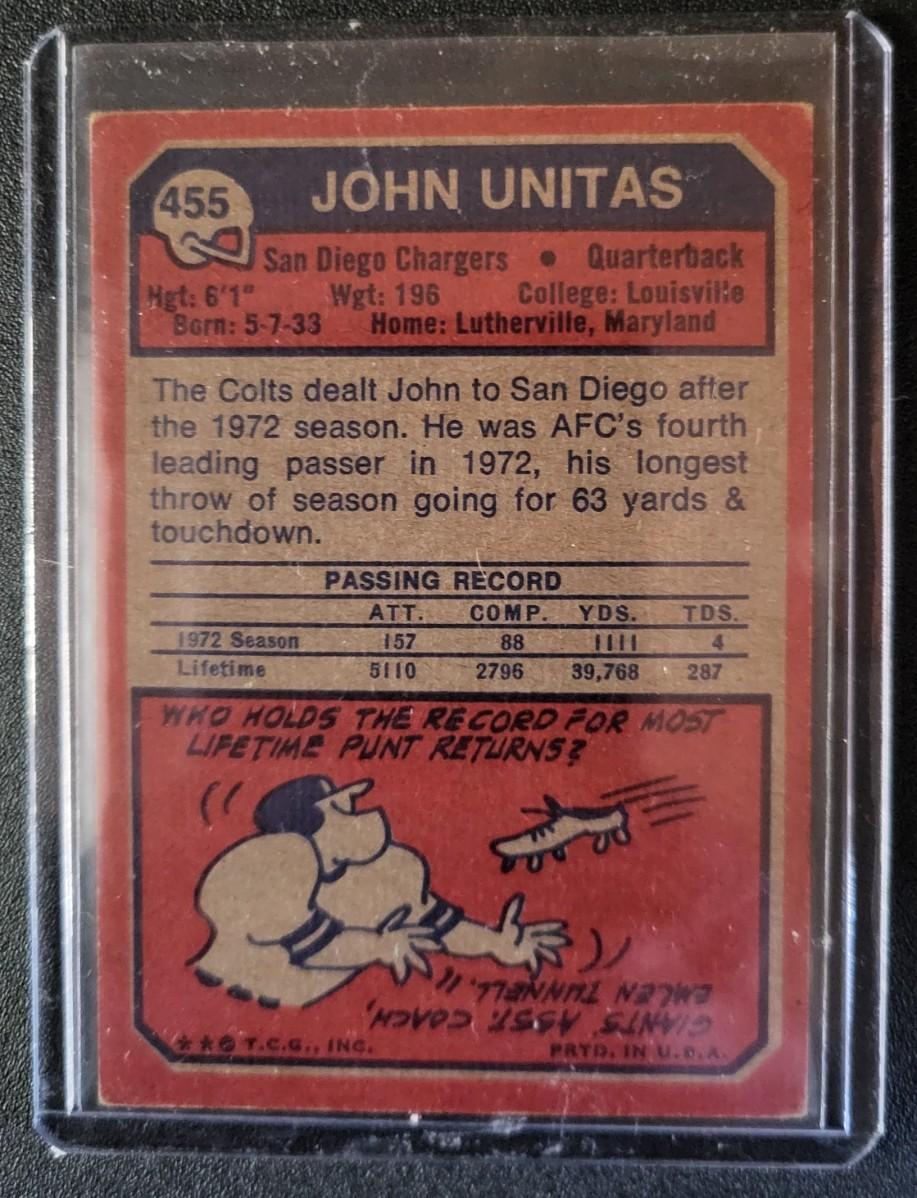 455
JOHN UNITAS
San Diego Chargers • Quarterback
Hgt: 6'1" Wgt: 196 College: Louisville
Born: 5-7-33 Home: Lutherville, Maryland
The Colts dealt John to San Diego after
the 1972 season. He was AFC's fourth
leading passer in 1972, his longest
throw of season going for 63 yards &
touchdown.
PASSING RECORD
ATT. COMP. YDS. TDS.
1972 Season 157 88 1111 4
Lifetime 5110 2796 39,768 287
WHO HOLDS THE RECORD FOR MOST
LIFETIME PUNT RETURNS?
GIANTS' ASST. COACH,
EMLEN TUNNELL."
**© T.C.G., INC. PRTD. IN U.S.A.